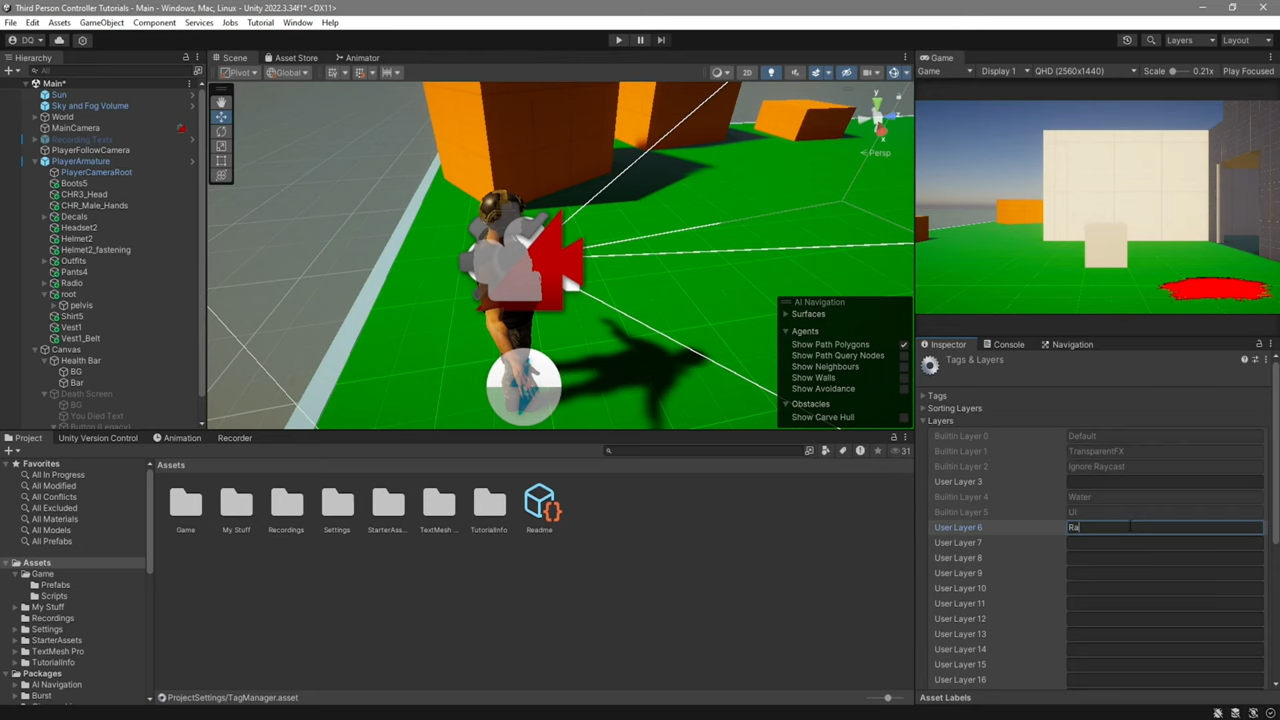 Third Person Controller Tutorials - Main - Windows, Mac, Linux - Unity 2022.3.34f1* <DX11>
File Edit Assets GameObject Component Services Jobs Tutorial Window Help
DQ
Layers Layout
Hierarchy
All
Main*
Sun
Sky and Fog Volume
World
MainCamera
Recording Tests
PlayerFollowCamera
PlayerArmature
PlayerCameraRoot
Boots5
CHR3_Head
CHR_Male_Hands
Decals
Headset2
Helmet2
Helmet2_fastening
Outfits
Pants4
Radio
root
pelvis
Shirt5
Vest1
Vest1_Belt
Canvas
Health Bar
BG
Bar
Death Screen
BG
You Died Text
Button (Legacy)
Scene Asset Store Animator
Pivot Global 2D
y
x
Persp
AI Navigation
Surfaces
Agents
Show Path Polygons
Show Path Query Nodes
Show Neighbours
Show Walls
Show Avoidance
Obstacles
Show Carve Hull
Game
Game Display 1 QHD (2560x1440) Scale 0.21x Play Focused
Inspector Console Navigation
Tags & Layers
Tags
Sorting Layers
Layers
Builtin Layer 0 Default
Builtin Layer 1 TransparentFX
Builtin Layer 2 Ignore Raycast
User Layer 3
Builtin Layer 4 Water
Builtin Layer 5 UI
User Layer 6 Ra
User Layer 7
User Layer 8
User Layer 9
User Layer 10
User Layer 11
User Layer 12
User Layer 13
User Layer 14
User Layer 15
User Layer 16
Asset Labels
Project Unity Version Control Animation Recorder
31
Favorites
All In Progress
All Modified
All Conflicts
All Excluded
All Materials
All Models
All Prefabs
Assets
Game
Prefabs
Scripts
My Stuff
Recordings
Settings
StarterAssets
TextMesh Pro
TutorialInfo
Packages
AI Navigation
Burst
Assets
Game My Stuff Recordings Settings StarterAss... TextMesh ... TutorialInfo Readme
ProjectSettings/TagManager.asset